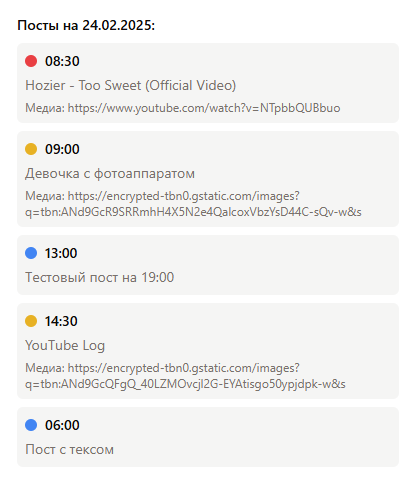 Посты на 24.02.2025:
08:30
Hozier - Too Sweet (Official Video)
Медиа: https://www.youtube.com/watch?v=NTpbbQUBbuo
09:00
Девочка с фотоаппаратом
Медиа: https://encrypted-tbn0.gstatic.com/images?
q=tbn:ANd9GcR9SRRmhH4X5N2e4QalcoxVbzYsD44C-sQv-w&s
13:00
Тестовый пост на 19:00
14:30
YouTube Log
Медиа: https://encrypted-tbn0.gstatic.com/images?
q=tbn:ANd9GcQFgQ_40LZMOvcjl2G-EYAtisgo50ypjdpk-w&s
06:00
Пост с тексом